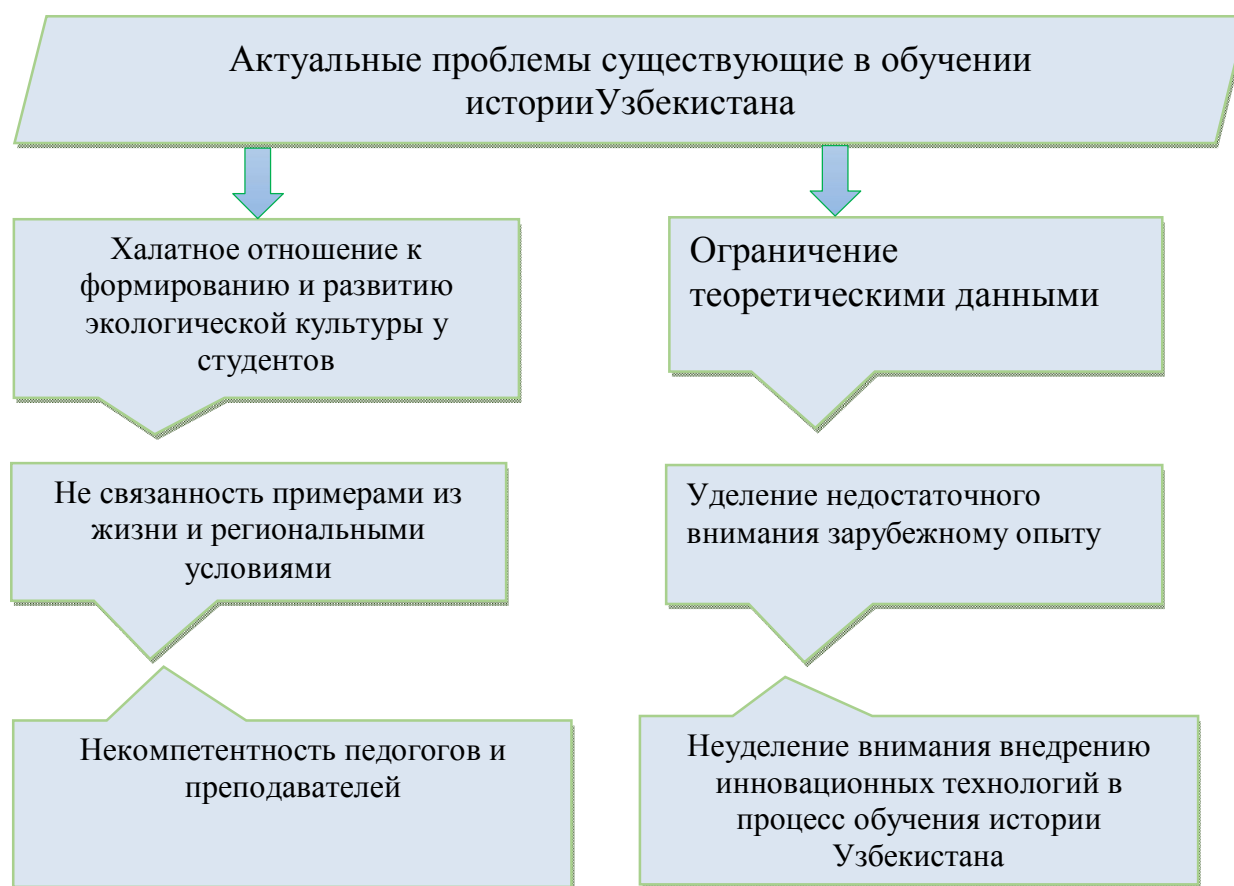 Актуальные проблемы существующие в обучении
историиУзбекистана
Халатное отношение к
формированию и развитию
экологической культуры у
студентов
Ограничение
теоретическими данными
Не связанность примерами из
жизни и региональными
условиями
Уделение недостаточного
внимания зарубежному опыту
Некомпетентность педогогов и
преподавателей
Неуделение внимания внедрению
инновационных технологий в
процесс обучения истории
Узбекистана